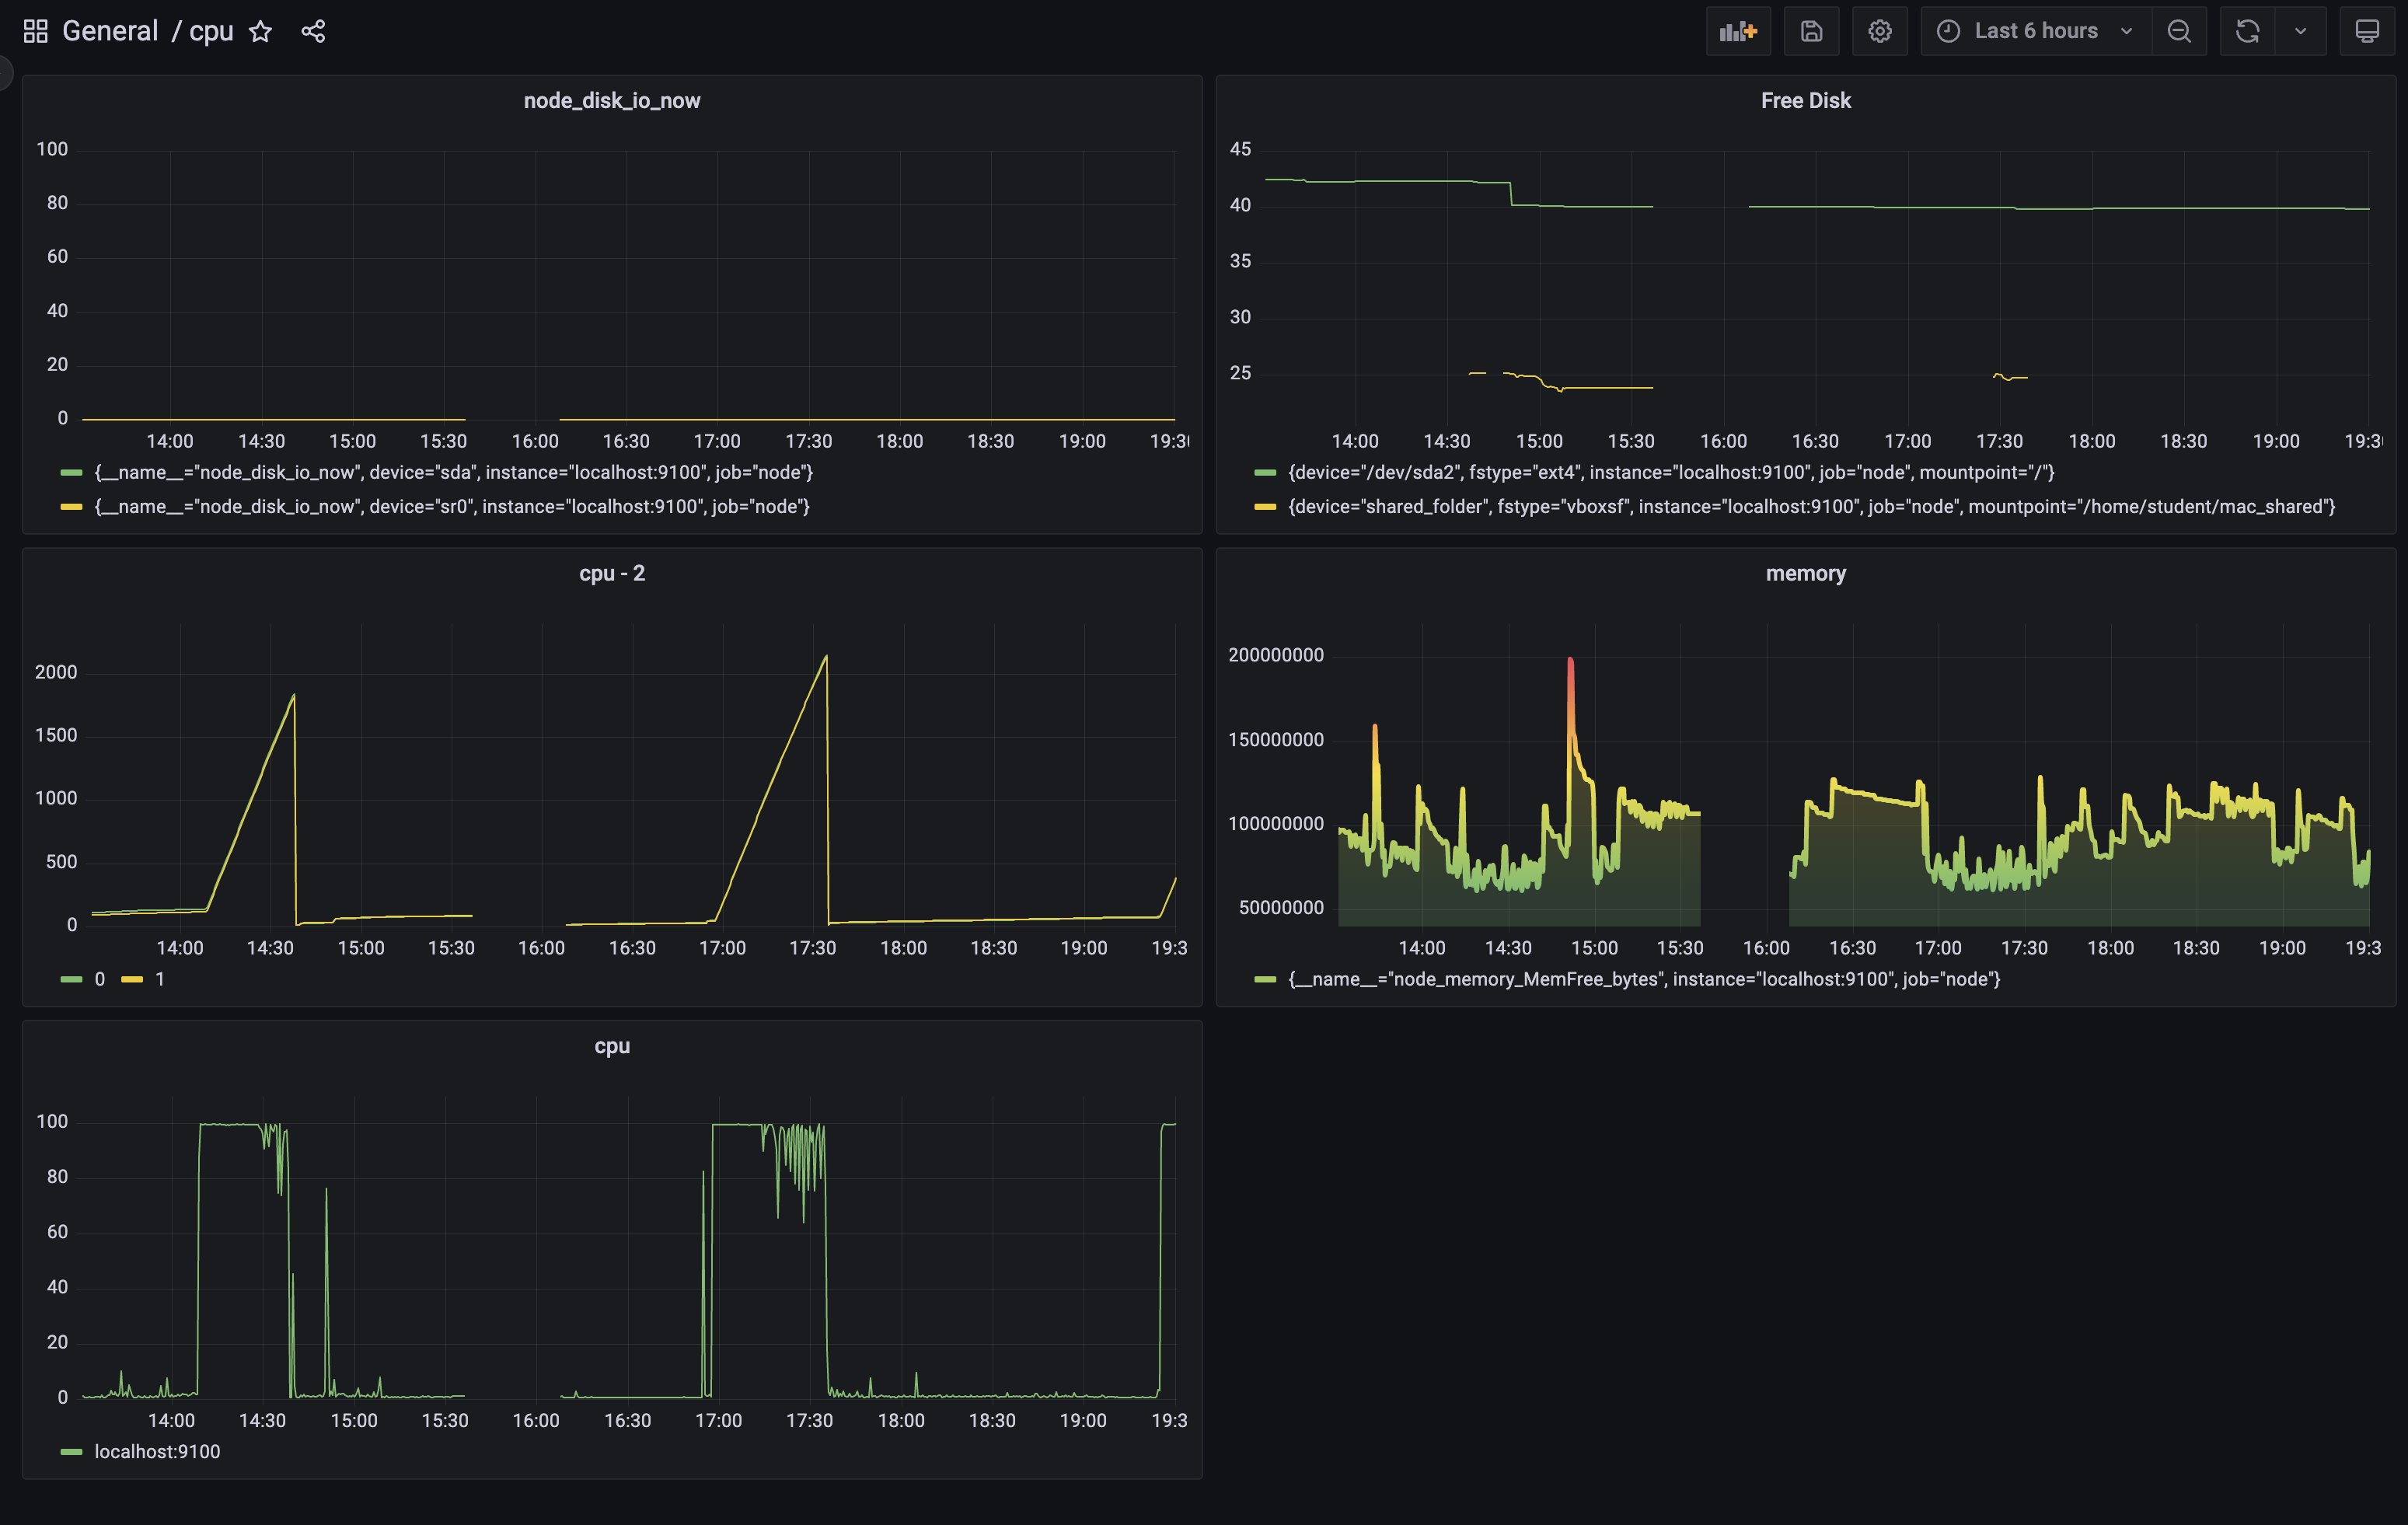 General / cpu
Last 6 hours
node_disk_io_now
100
80
60
40
20
0
14:00 14:30 15:00 15:30 16:00 16:30 17:00 17:30 18:00 18:30 19:00 19:3
{__name__="node_disk_io_now", device="sda", instance="localhost:9100", job="node"}
{__name__="node_disk_io_now", device="sr0", instance="localhost:9100", job="node"}
Free Disk
45
40
35
30
25
14:00 14:30 15:00 15:30 16:00 16:30 17:00 17:30 18:00 18:30 19:00 19:3
{device="/dev/sda2", fstype="ext4", instance="localhost:9100", job="node", mountpoint="/"}
{device="shared_folder", fstype="vboxsf", instance="localhost:9100", job="node", mountpoint="/home/student/mac_shared"}
cpu - 2
2000
1500
1000
500
0
14:00 14:30 15:00 15:30 16:00 16:30 17:00 17:30 18:00 18:30 19:00 19:3
0 1
memory
200000000
150000000
100000000
50000000
14:00 14:30 15:00 15:30 16:00 16:30 17:00 17:30 18:00 18:30 19:00 19:3
{__name__="node_memory_MemFree_bytes", instance="localhost:9100", job="node"}
cpu
100
80
60
40
20
0
14:00 14:30 15:00 15:30 16:00 16:30 17:00 17:30 18:00 18:30 19:00 19:3
localhost:9100